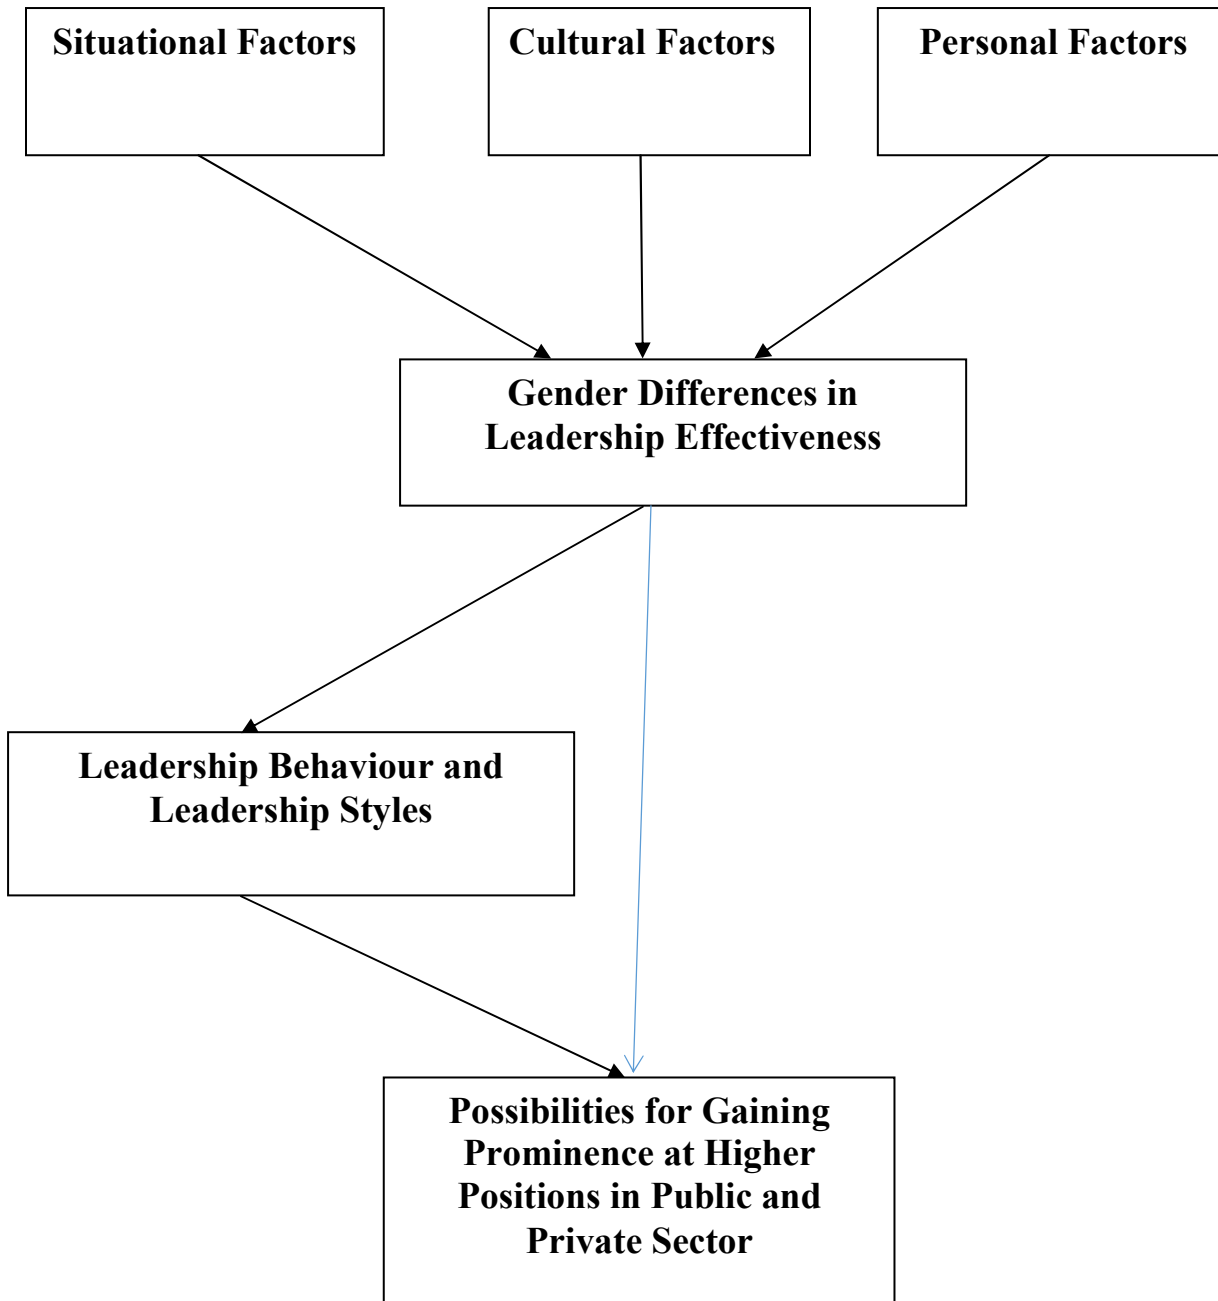 Situational Factors
Cultural Factors
Personal Factors
Gender Differences in
Leadership Effectiveness
Leadership Behaviour and
Leadership Styles
Possibilities for Gaining
Prominence at Higher
Positions in Public and
Private Sector